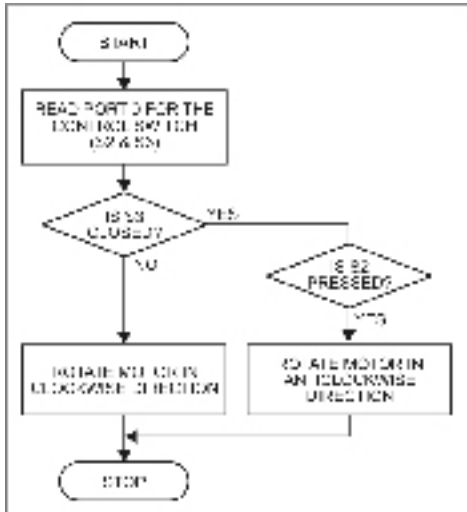 START
READ PORT D FOR THE
CONTROL SWITCH
(S2 & S3)
IS S3
CLOSED?
YES
NO
IS S2
PRESSED?
YES
ROTATE MOTOR IN
CLOCKWISE DIRECTION
ROTATE MOTOR IN
ANTICLOCKWISE
DIRECTION
STOP